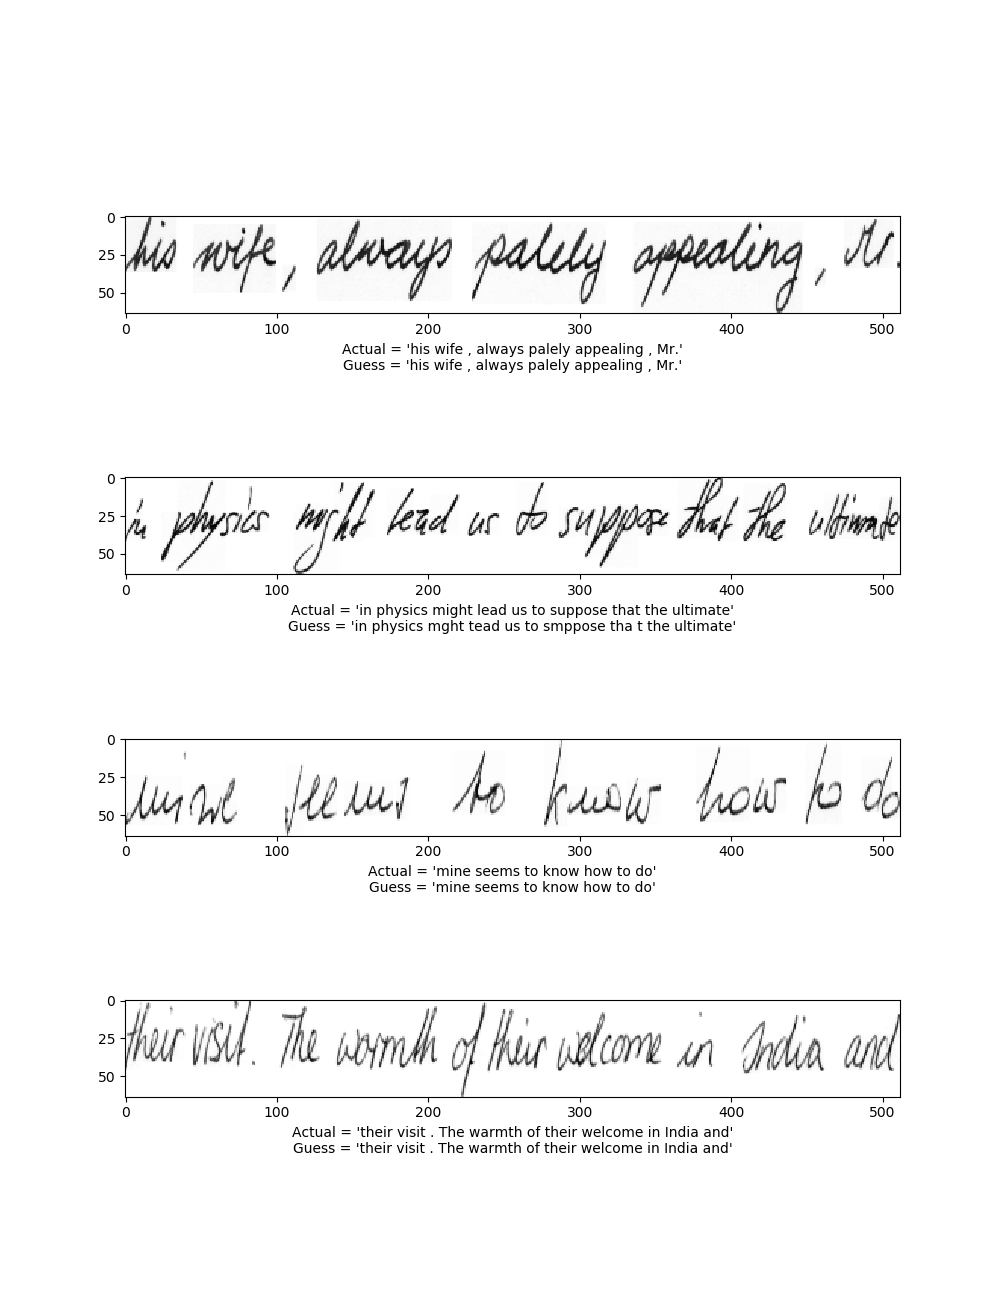 0
25
50
his wife, always palely appealing, Mr.
0 100 200 300 400 500
Actual = 'his wife , always palely appealing , Mr.'
Guess = 'his wife , always palely appealing , Mr.'
0
25
50
in physics might lead us to suppose that the ultimate
0 100 200 300 400 500
Actual = 'in physics might lead us to suppose that the ultimate'
Guess = 'in physics mght tead us to smppose tha t the ultimate'
0
25
50
mine seems to know how to do
0 100 200 300 400 500
Actual = 'mine seems to know how to do'
Guess = 'mine seems to know how to do'
0
25
50
their visit. The warmth of their welcome in India and
0 100 200 300 400 500
Actual = 'their visit . The warmth of their welcome in India and'
Guess = 'their visit . The warmth of their welcome in India and'